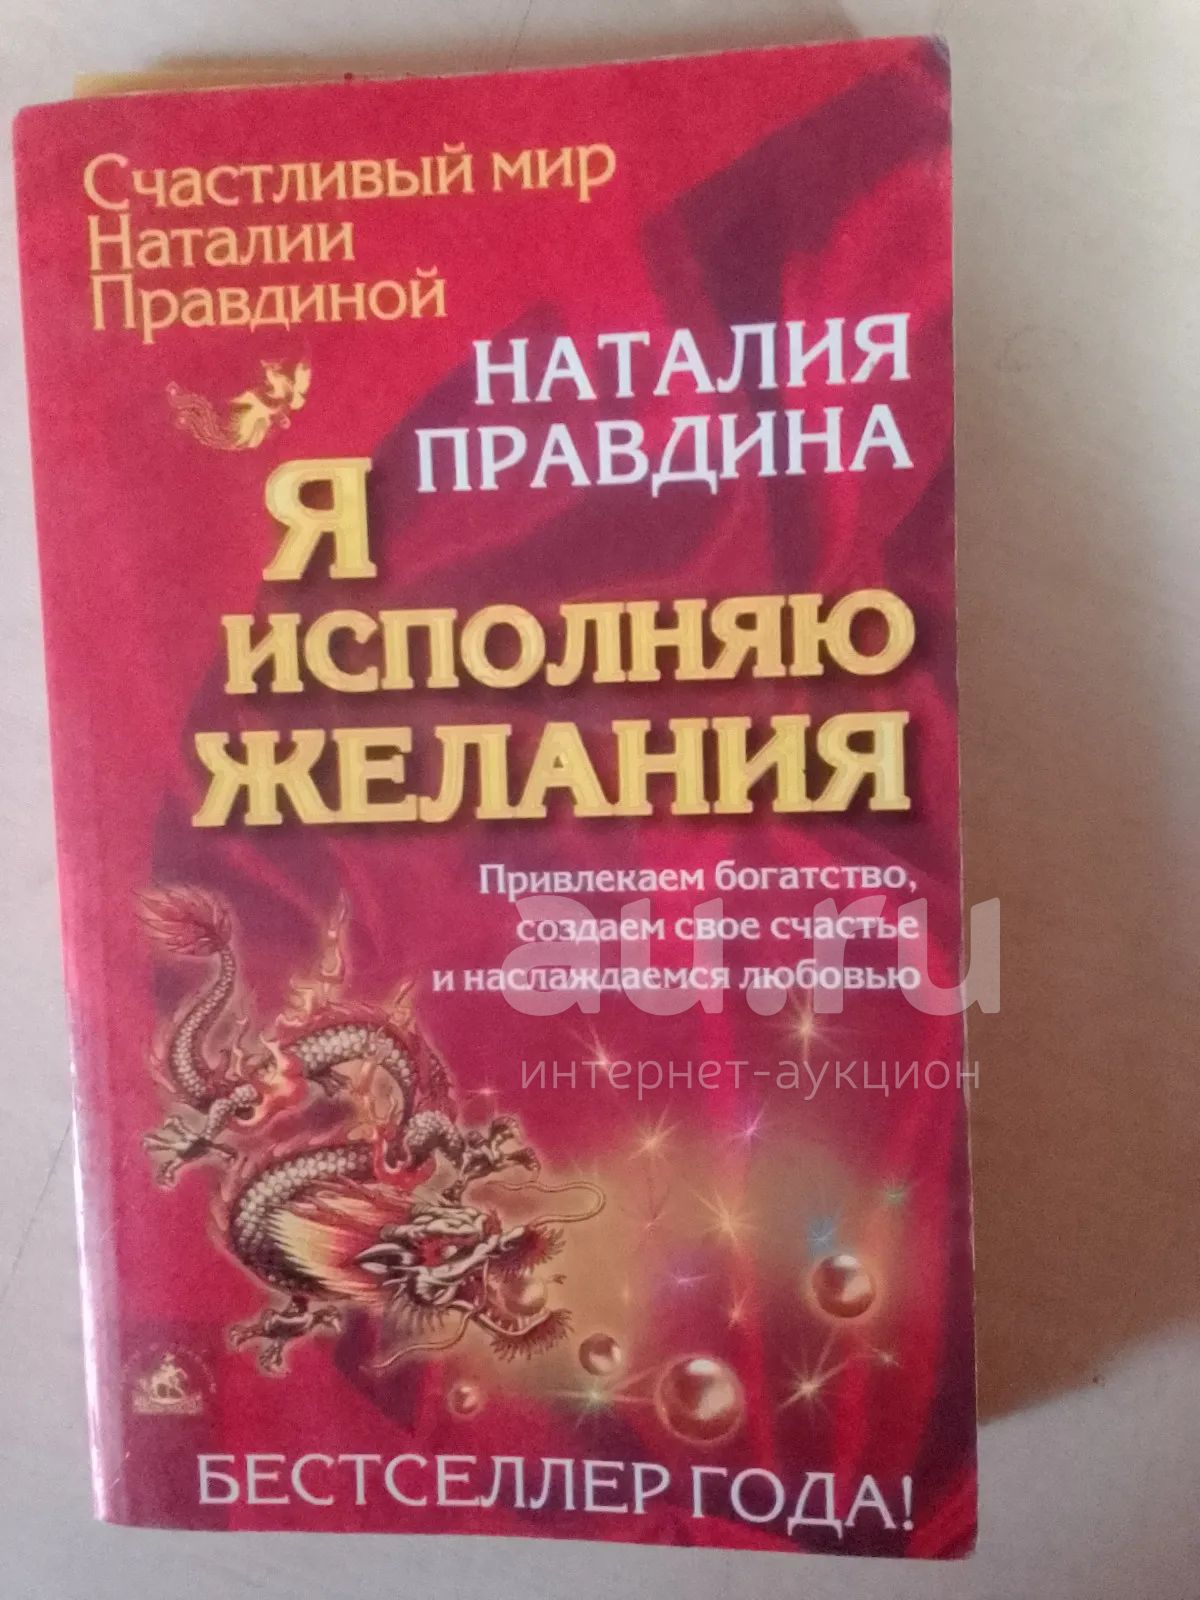 Счастливый мир
Наталии
Правдиной
НАТАЛИЯ
ПРАВДИНА
Я
ИСПОЛНЯЮ
ЖЕЛАНИЯ
Привлекаем богатство,
создаем свое счастье
и наслаждаемся любовью
au.ru
интернет-аукцион
БЕСТСЕЛЛЕР ГОДА!